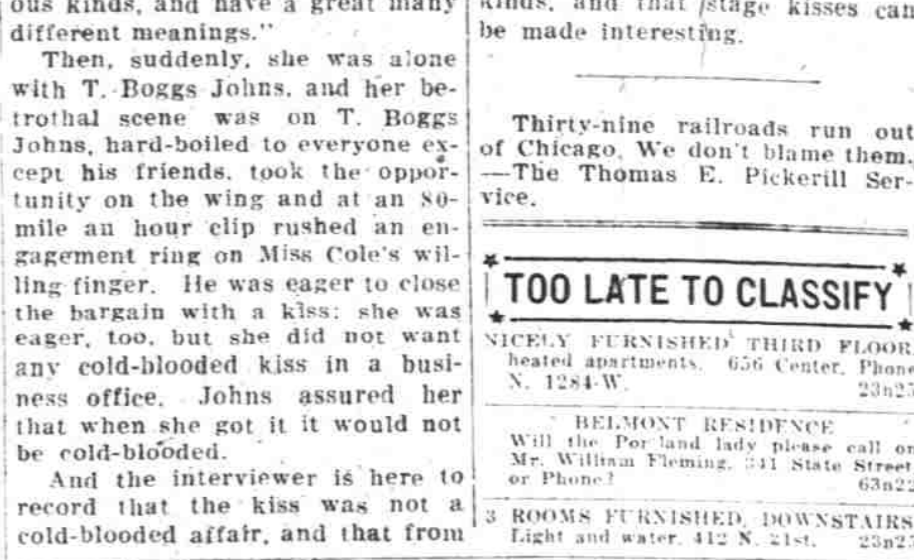 ous kinds, and have a great many
different meanings."
Then, suddenly, she was alone
with T. Boggs Johns, and her be-
trothal scene was on T. Boggs
Johns, hard-boiled to everyone ex-
cept his friends, took the oppor-
tunity on the wing and at an 80-
mile an hour clip rushed an en-
gagement ring on Miss Cole's wil-
ling finger. He was eager to close
the bargain with a kiss; she was
eager, too, but she did not want
any cold-blooded kiss in a busi-
ness office. Johns assured her
that when she got it it would not
be cold-blooded.
And the interviewer is here to
record that the kiss was not a
cold-blooded affair, and that from
kinds, and that stage kisses can
be made interesting.
Thirty-nine railroads run out
of Chicago. We don't blame them.
—The Thomas E. Pickerill Ser-
vice.
TOO LATE TO CLASSIFY
NICELY FURNISHED THIRD FLOOR
heated apartments. 656 Center. Phone
N. 1284-W.
BELMONT RESIDENCE
Will the Portland lady please call on
Mr. William Fleming, 341 State Street
or Phone?
63n22
3 ROOMS FURNISHED, DOWNSTAIRS
Light and water. 412 N. 21st.